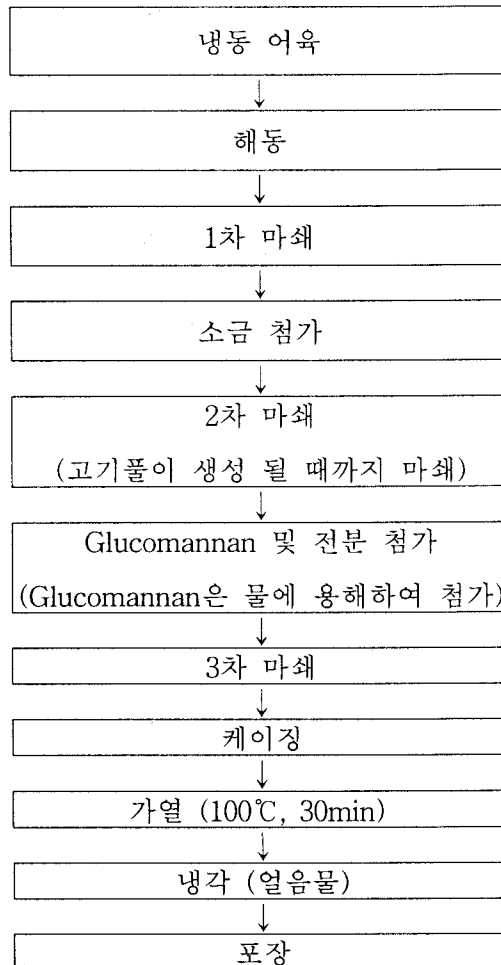 냉동 어육
해동
1차 마쇄
소금 첨가
2차 마쇄
(고기풀이 생성 될 때까지 마쇄)
Glucomannan 및 전분 첨가
(Glucomannan은 물에 용해하여 첨가)
3차 마쇄
케이징
가열 (100℃, 30min)
냉각 (얼음물)
포장